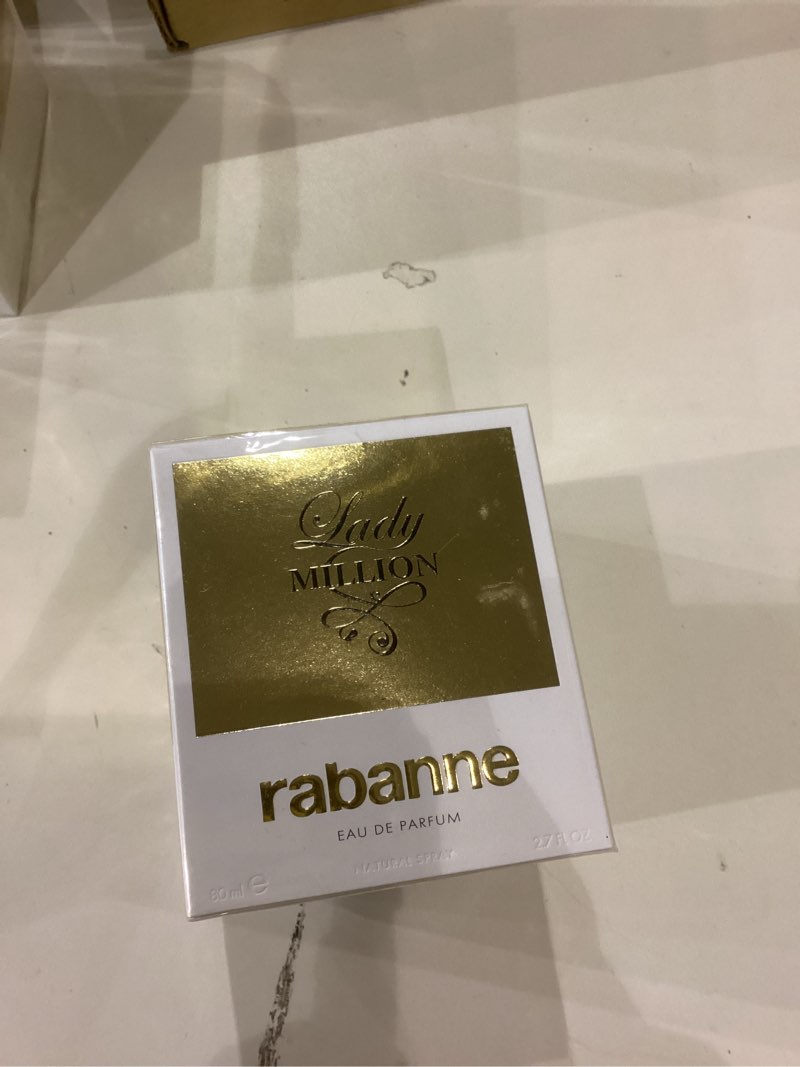 Lady
MILLION
rabanne
EAU DE PARFUM
NATURAL SPRAY
80 ml ℮ 2.7 FL OZ